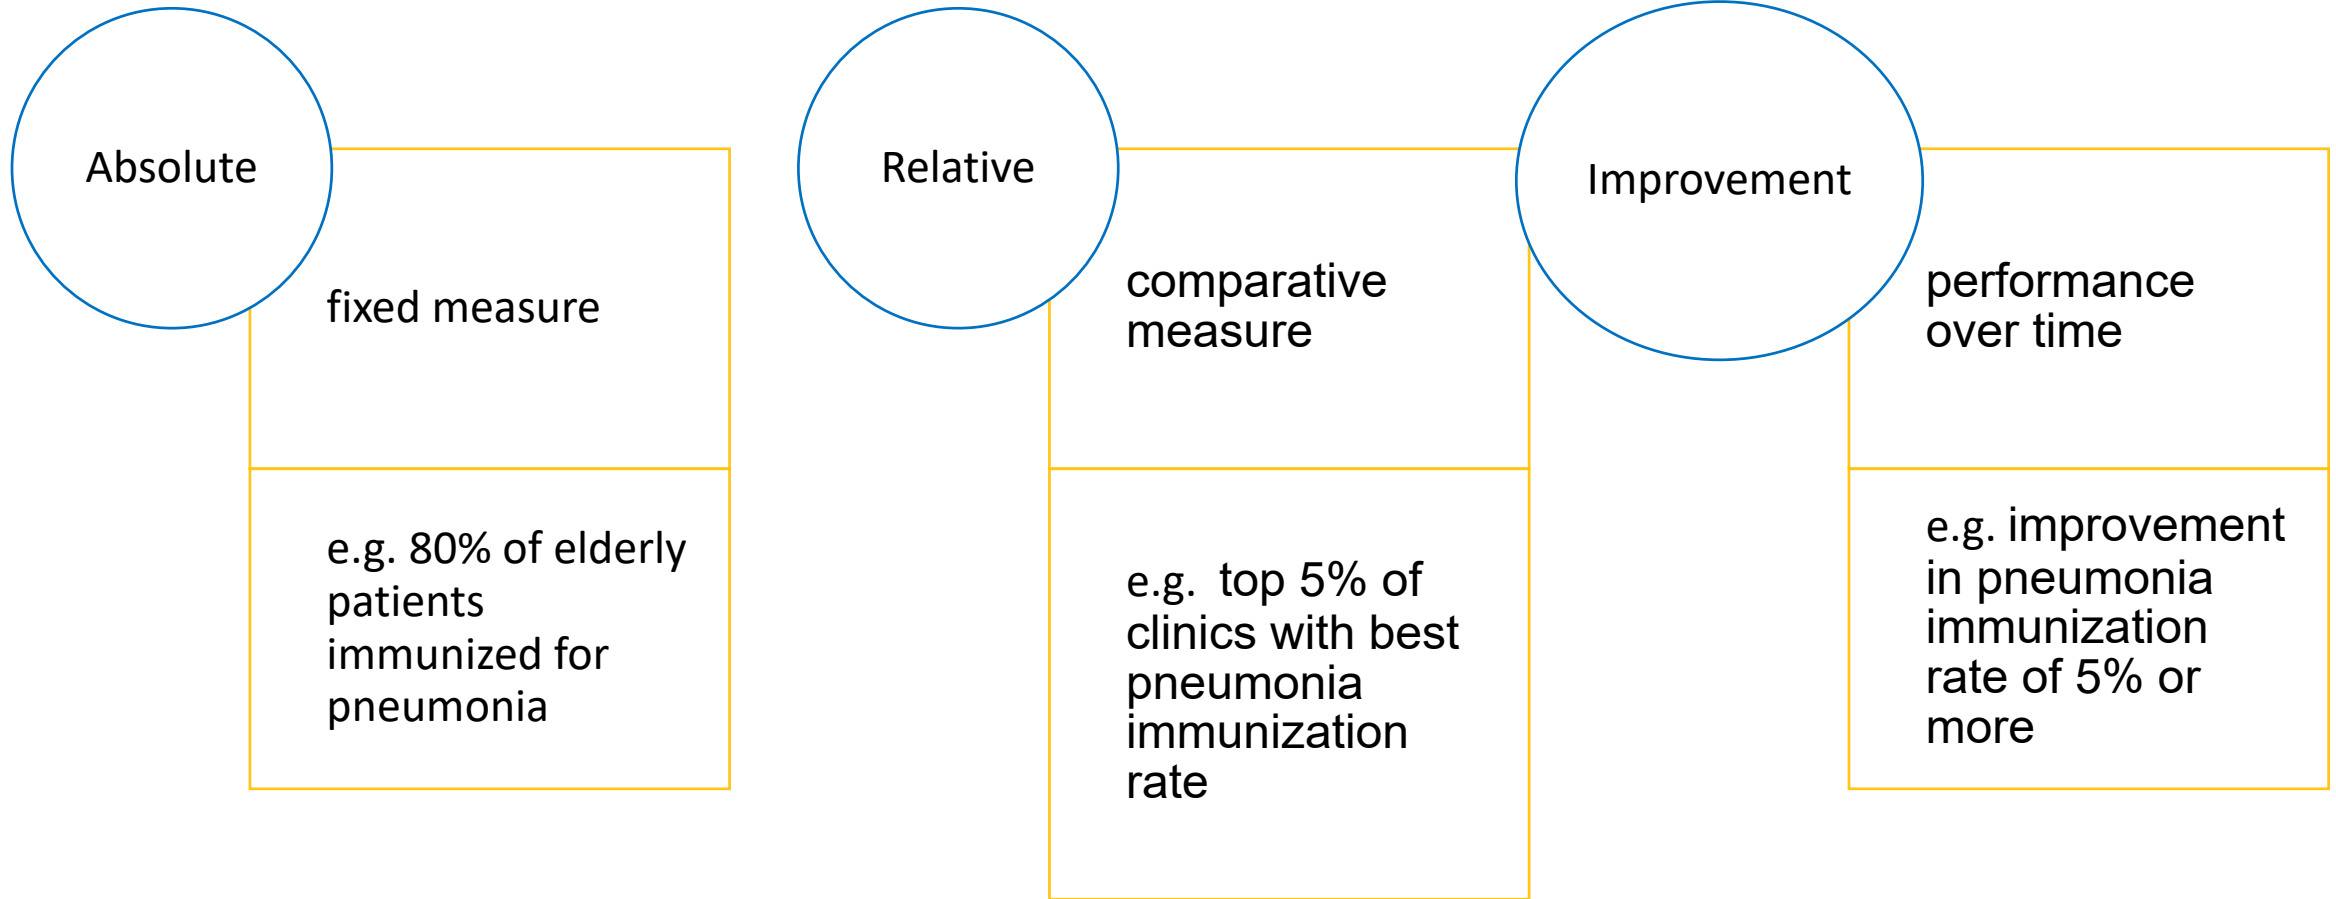 Absolute
fixed measure
e.g. 80% of elderly
patients
immunized for
pneumonia
Relative
comparative
measure
e.g.  top 5% of
clinics with best
pneumonia
immunization
rate
Improvement
performance
over time
e.g. improvement
in pneumonia
immunization
rate of 5% or
more